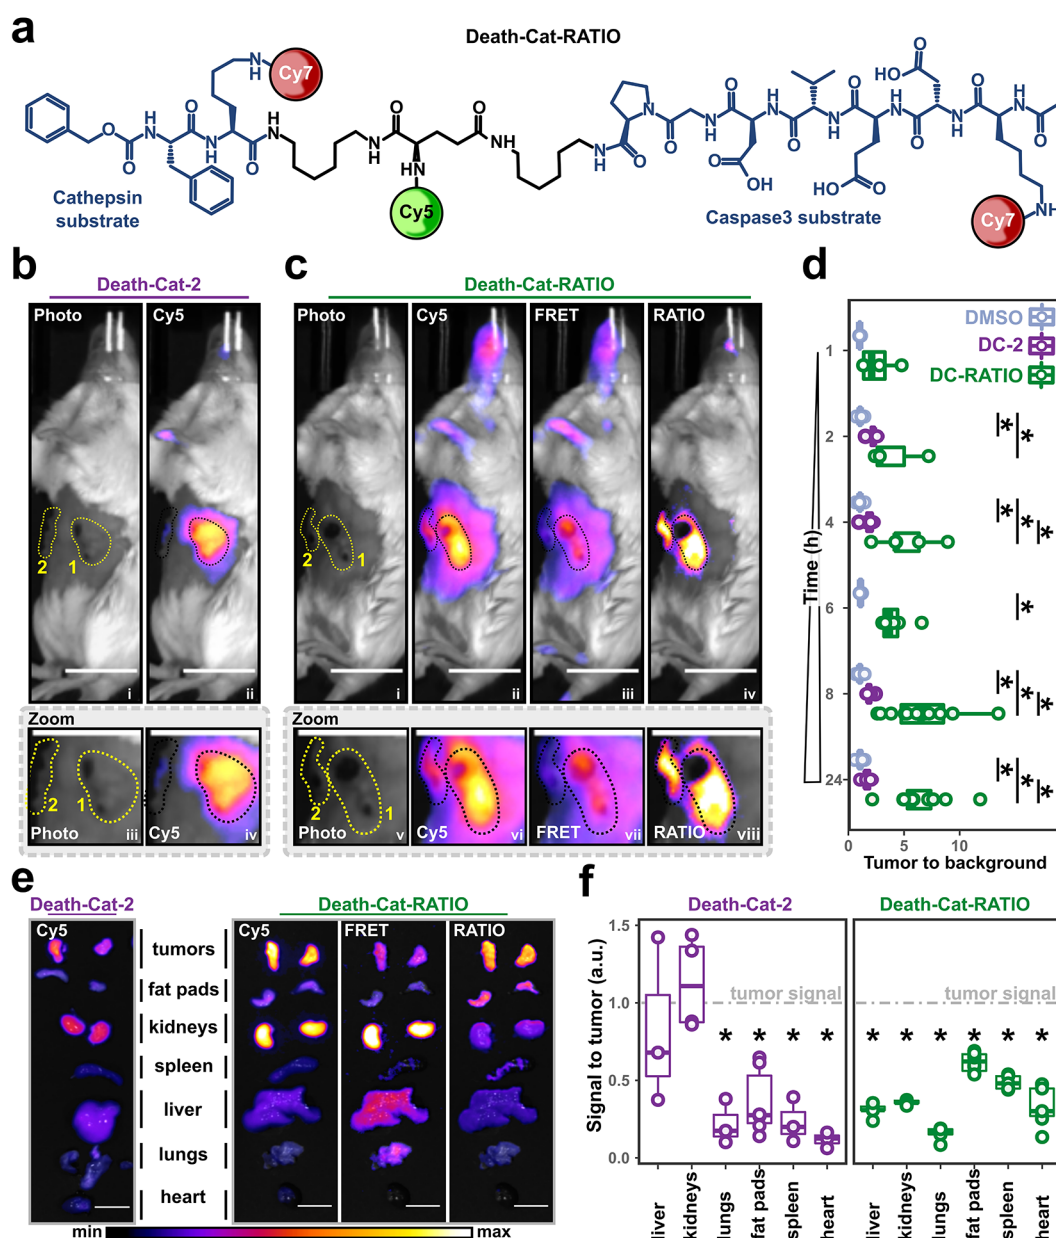 a
Death-Cat-RATIO
Cy7
Cathepsin
substrate
Cy5
Caspase3 substrate
Cy7
O
N
H
NH
HN
OH
HO
b
Death-Cat-2
Photo
Cy5
2
1
i
ii
Zoom
2
1
Photo
iii
Cy5
iv
c
Death-Cat-RATIO
Photo
Cy5
FRET
RATIO
2
1
i
ii
iii
iv
Zoom
2
1
Photo
v
Cy5
vi
FRET
vii
RATIO
viii
d
DMSO
DC-2
DC-RATIO
Time (h)
1
2
4
6
8
24
*
0
5
10
Tumor to background
e
Death-Cat-2
Death-Cat-RATIO
Cy5
Cy5
FRET
RATIO
tumors
fat pads
kidneys
spleen
liver
lungs
heart
min
max
f
Death-Cat-2
Death-Cat-RATIO
Signal to tumor (a.u.)
1.5
1.0
0.5
0.0
tumor signal
tumor signal
* * * *
* * * * * *
liver
kidneys
lungs
fat pads
spleen
heart
liver
kidneys
lungs
fat pads
spleen
heart